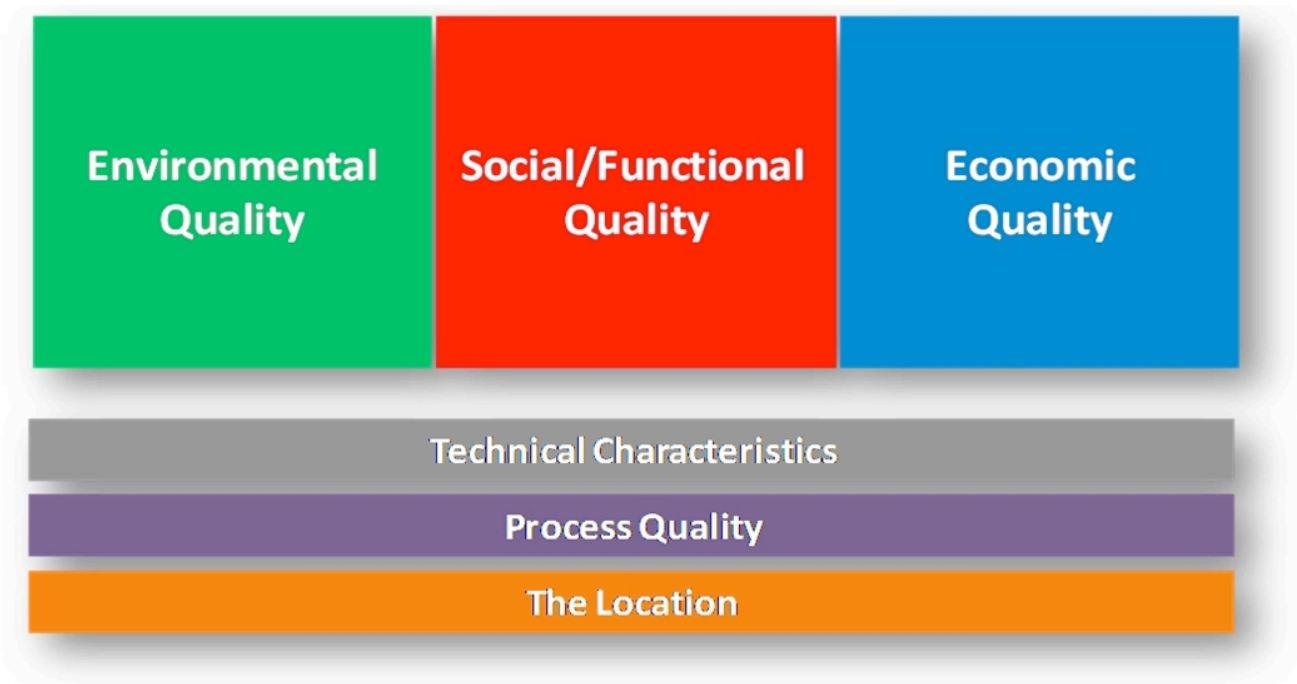 Environmental
Quality
Social/Functional
Quality
Economic
Quality
Technical Characteristics
Process Quality
The Location